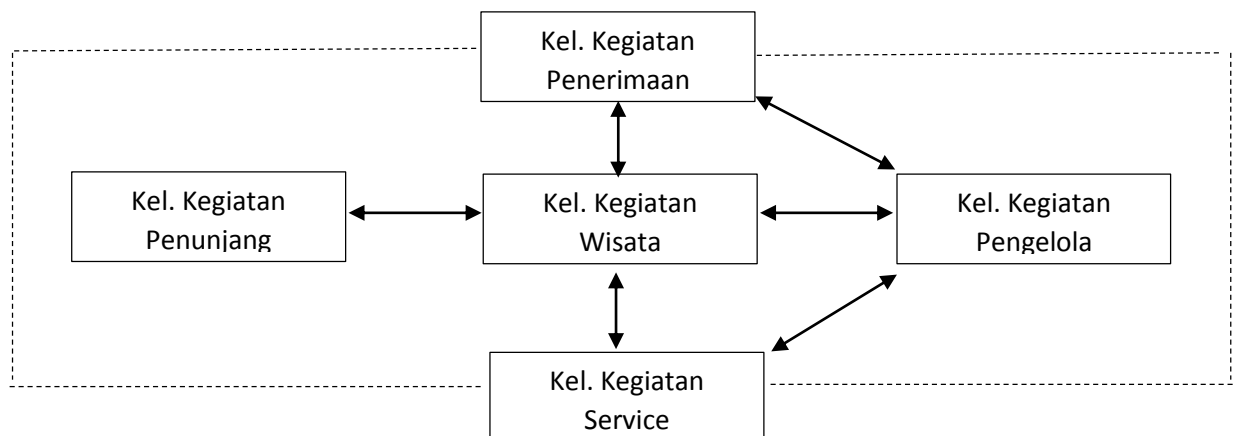 Kel. Kegiatan
Penerimaan
Kel. Kegiatan
Penunjang
Kel. Kegiatan
Wisata
Kel. Kegiatan
Pengelola
Kel. Kegiatan
Service